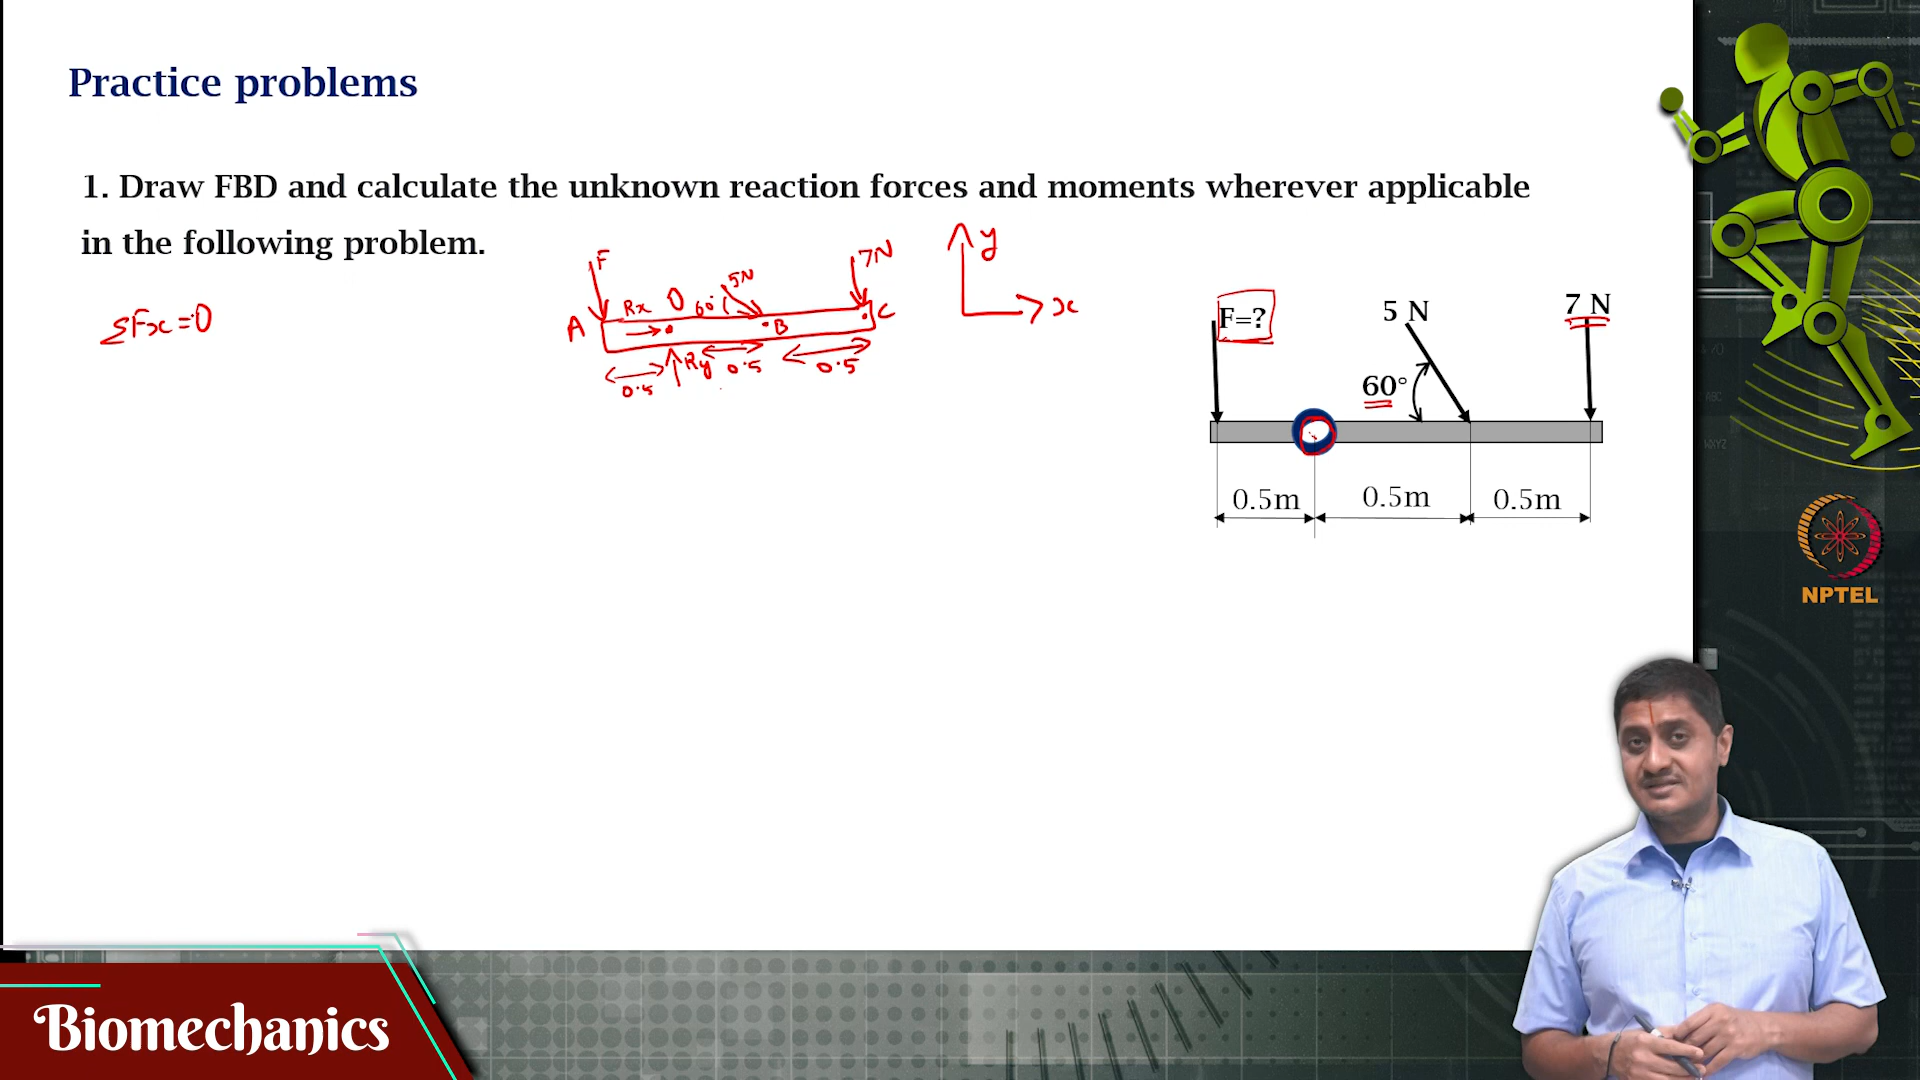 Practice problems
1. Draw FBD and calculate the unknown reaction forces and moments wherever applicable
in the following problem.
ΣFx = 0
F
7N
y
5N
Rx
O
60°
A
B
C
x
Ry
0.5
0.5
0.5
F=?
5 N
7 N
60°
0.5m
0.5m
0.5m
NPTEL
Biomechanics